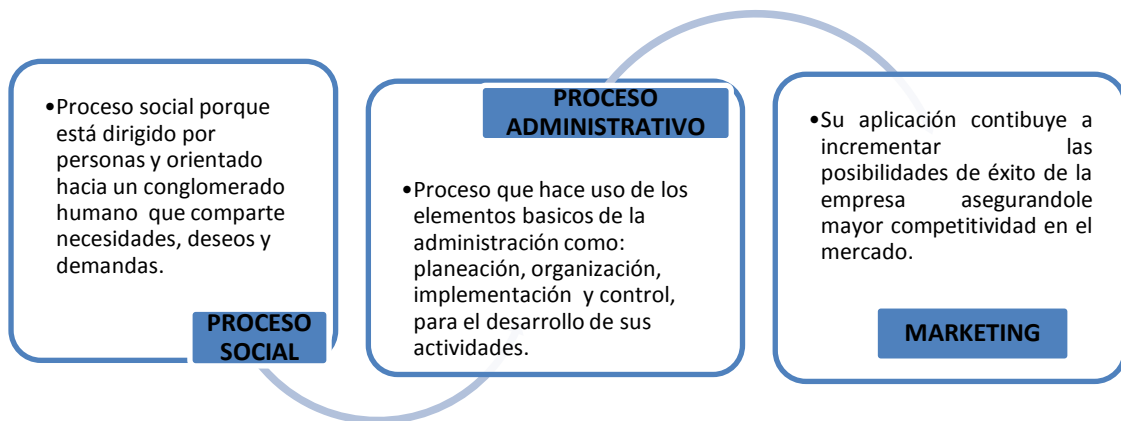 •Proceso social porque
está dirigido por
personas y orientado
hacia un conglomerado
humano que comparte
necesidades, deseos y
demandas.
PROCESO
SOCIAL
PROCESO
ADMINISTRATIVO
•Proceso que hace uso de los
elementos basicos de la
administración como:
planeación, organización,
implementación y control,
para el desarrollo de sus
actividades.
•Su aplicación contibuye a
incrementar las
posibilidades de éxito de la
empresa asegurandole
mayor competitividad en el
mercado.
MARKETING